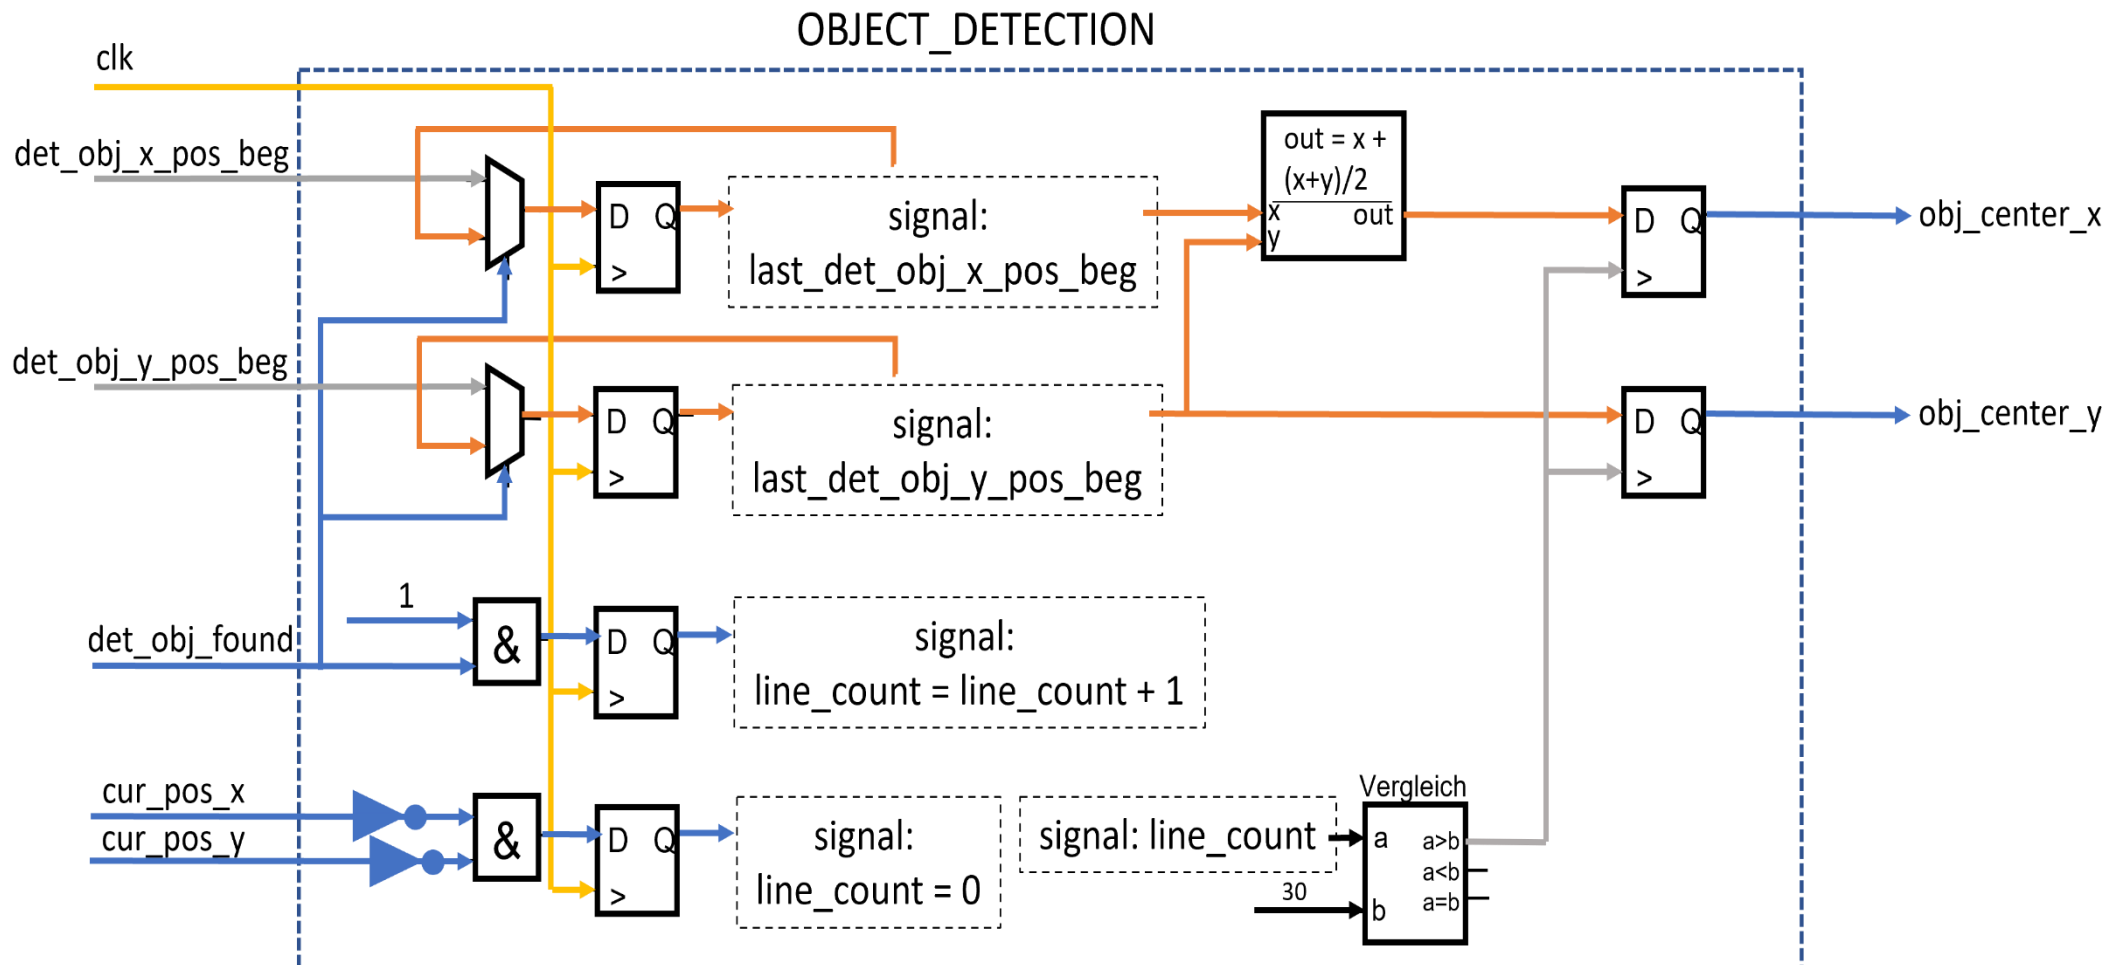 OBJECT_DETECTION
clk
det_obj_x_pos_beg
D Q
>
signal:
last_det_obj_x_pos_beg
out = x +
(x+y)/2
x
out
y
D Q
>
obj_center_x
det_obj_y_pos_beg
D Q
>
signal:
last_det_obj_y_pos_beg
D Q
>
obj_center_y
1
det_obj_found
&
D Q
>
signal:
line_count = line_count + 1
cur_pos_x
cur_pos_y
&
D Q
>
signal:
line_count = 0
signal: line_count
30
Vergleich
a
a>b
a<b
b
a=b